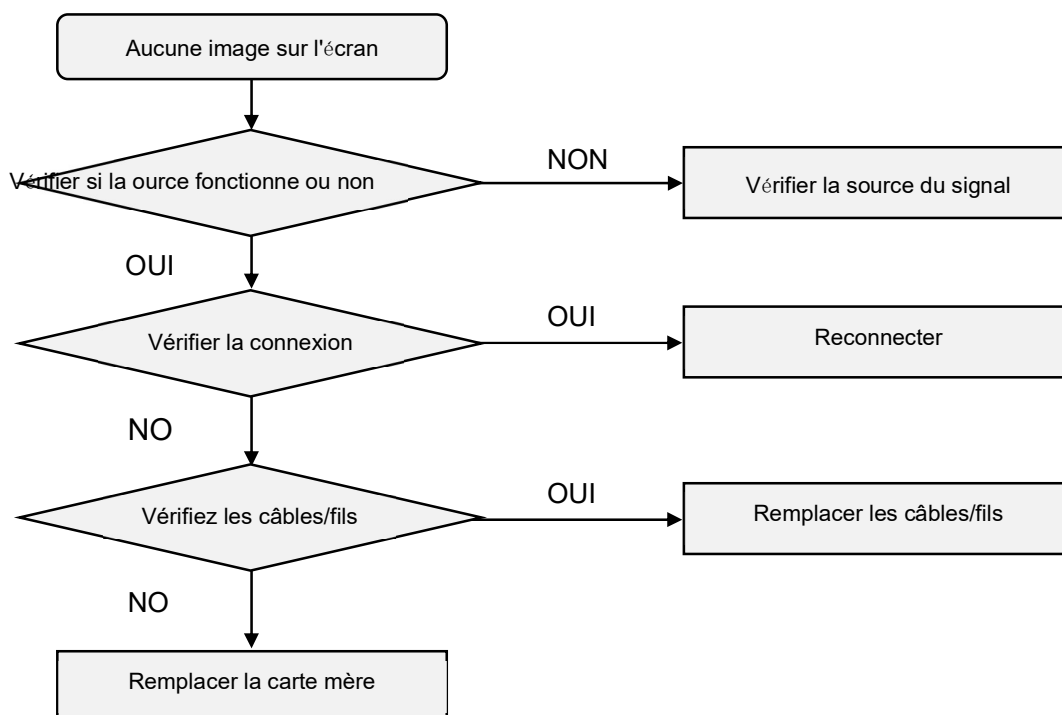 Aucune image sur l'écran
Vérifier si la ource fonctionne ou non
NON
Vérifier la source du signal
OUI
Vérifier la connexion
OUI
Reconnecter
NO
Vérifiez les câbles/fils
OUI
Remplacer les câbles/fils
NO
Remplacer la carte mère